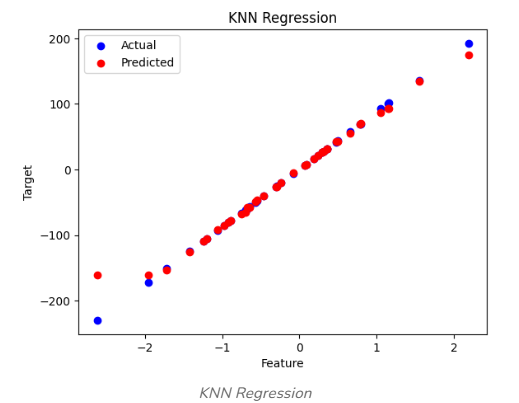 KNN Regression
Actual
Predicted
200
100
0
−100
−200
Target
−2
−1
0
1
2
Feature
KNN Regression